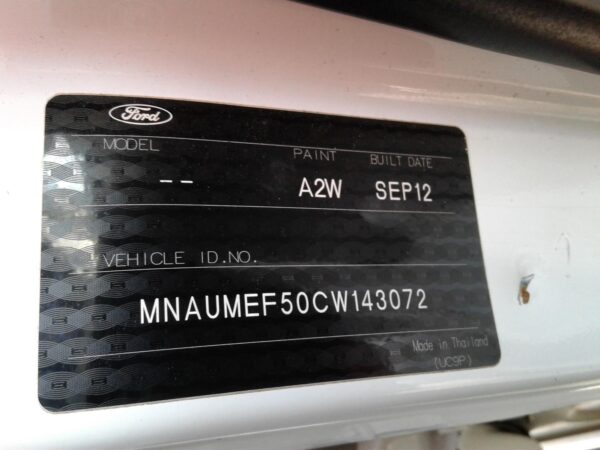 Ford
MODEL PAINT BUILT DATE
-- A2W SEP12
VEHICLE ID.NO.
MNAUMEF50CW143072
Made in Thailand
(UC9P)